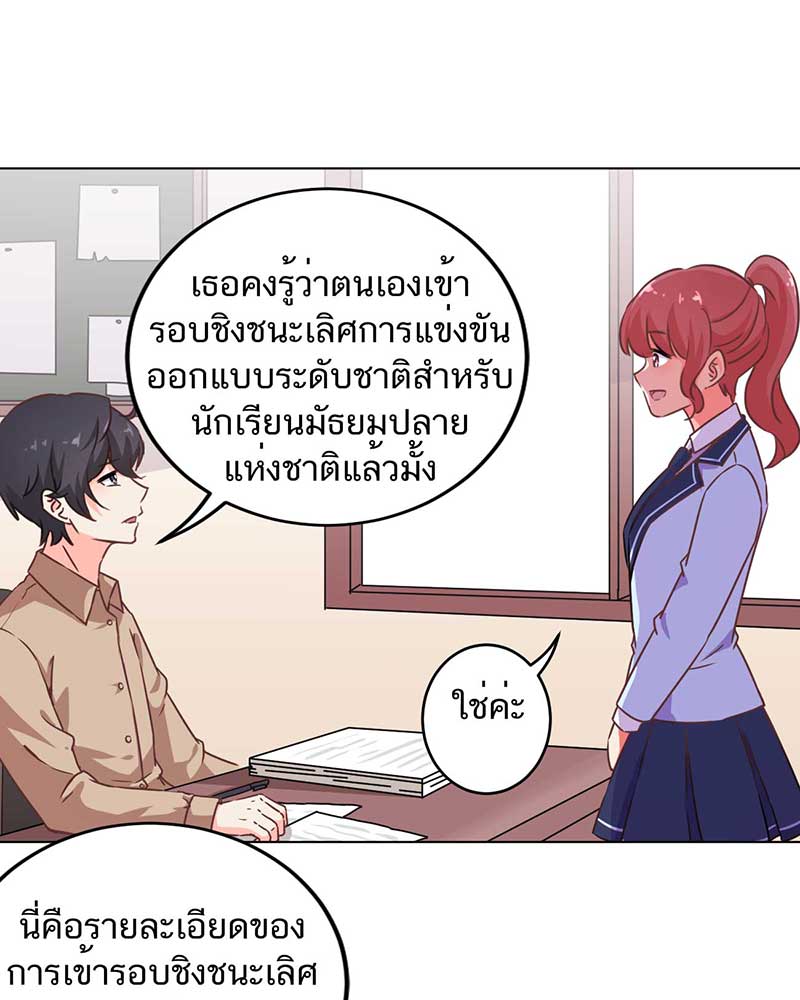 เธอคงรู้ว่าตนเองเข้า
รอบชิงชนะเลิศการแข่งขัน
ออกแบบระดับชาติสำหรับ
นักเรียนมัธยมปลาย
แห่งชาติแล้วมั้ง
ใช่ค่ะ
นี่คือรายละเอียดของ
การเข้ารอบชิงชนะเลิศ